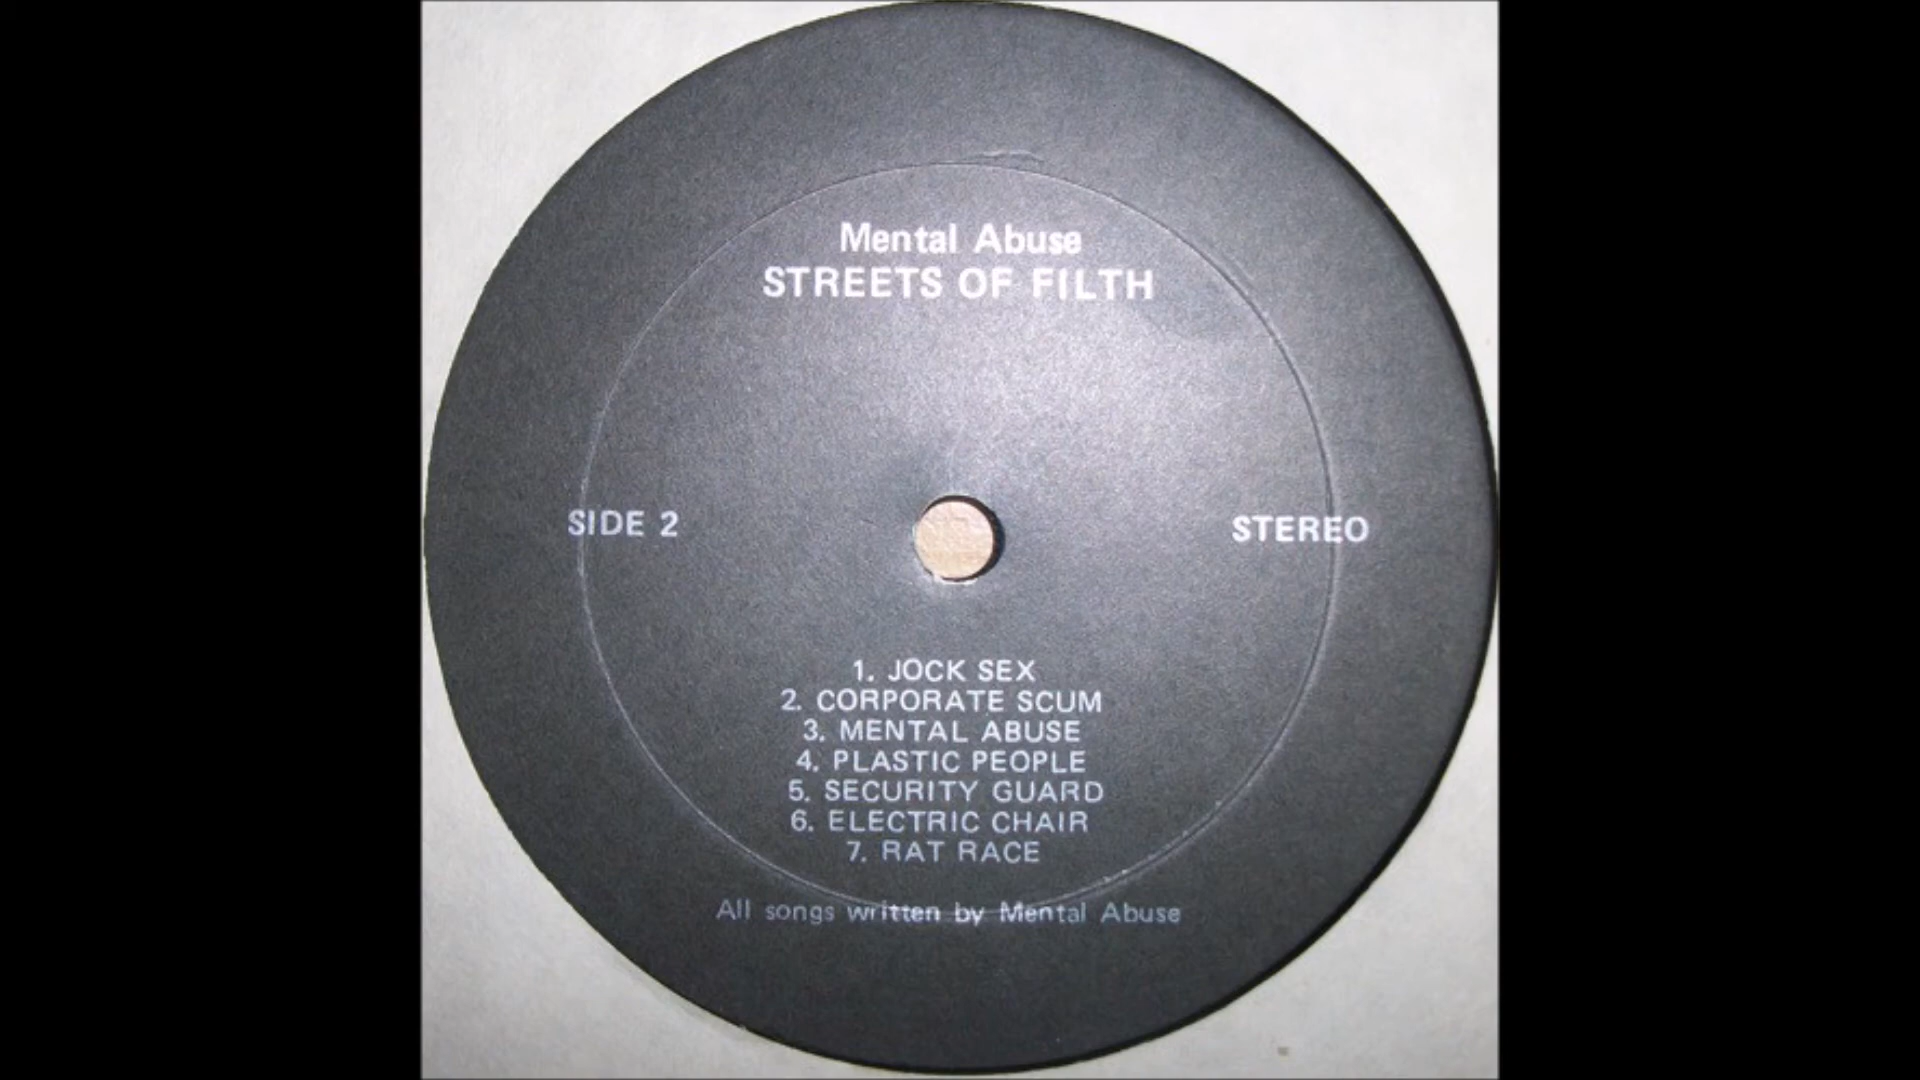 Mental Abuse
STREETS OF FILTH
SIDE 2
STEREO
1. JOCK SEX
2. CORPORATE SCUM
3. MENTAL ABUSE
4. PLASTIC PEOPLE
5. SECURITY GUARD
6. ELECTRIC CHAIR
7. RAT RACE
All songs written by Mental Abuse